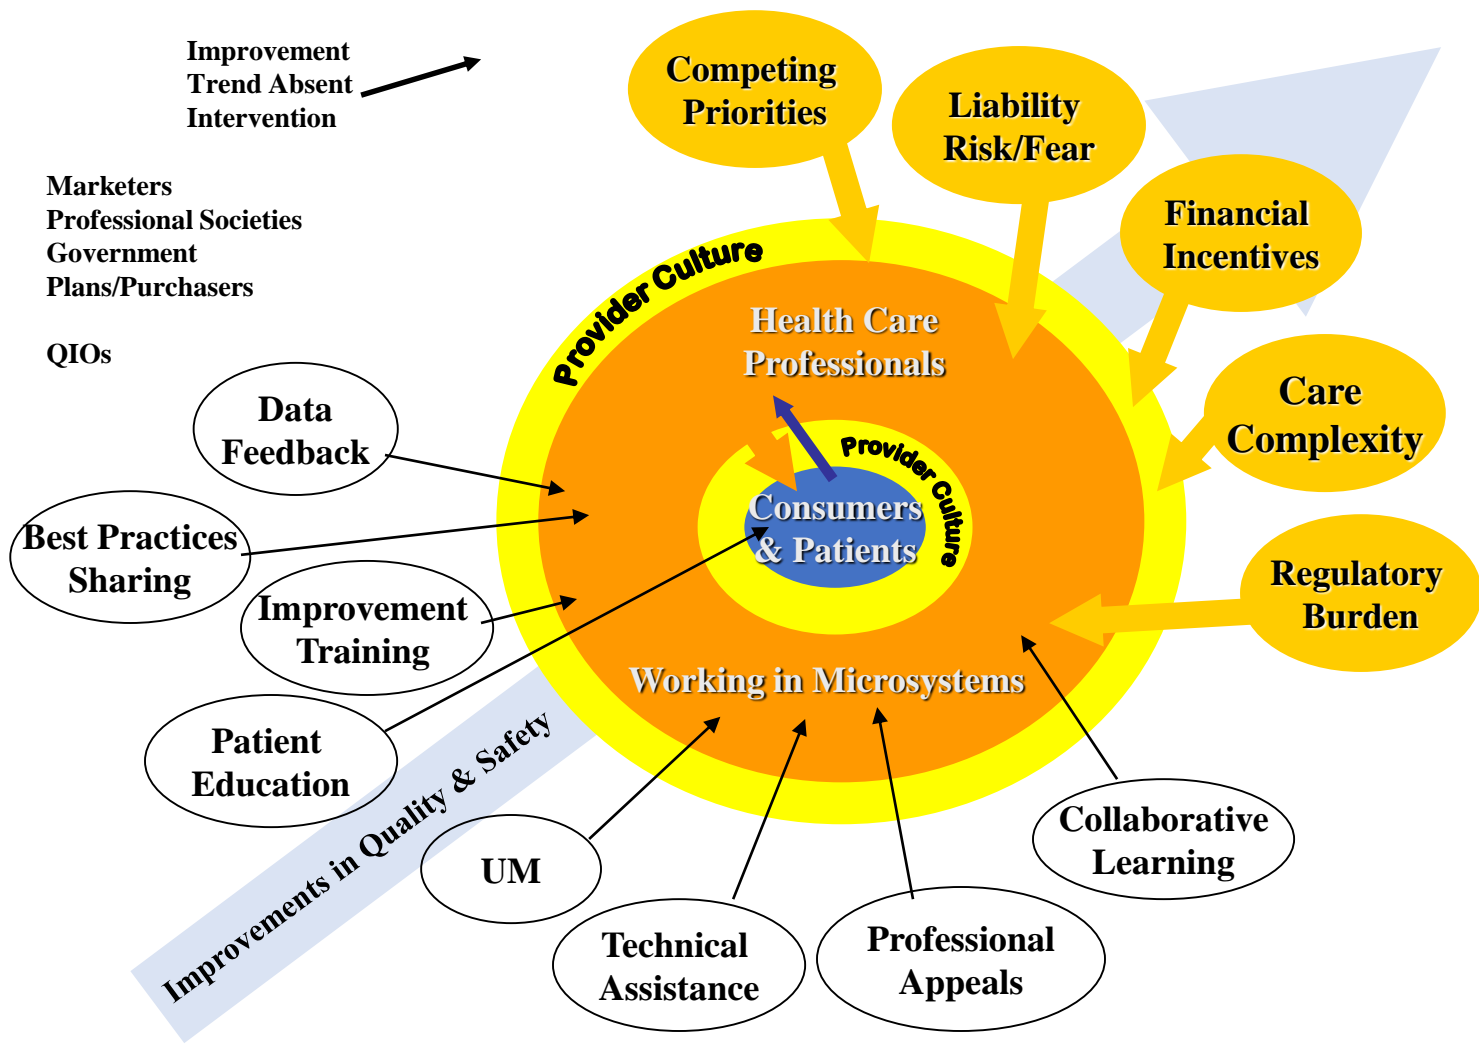 Improvement
Trend Absent
Intervention
Marketers
Professional Societies
Government
Plans/Purchasers
QIOs
Competing
Priorities
Liability
Risk/Fear
Financial
Incentives
Care
Complexity
Regulatory
Burden
Provider Culture
Health Care
Professionals
Provider Culture
Consumers
& Patients
Working in Microsystems
Data
Feedback
Best Practices
Sharing
Improvement
Training
Patient
Education
Improvements in Quality & Safety
UM
Technical
Assistance
Professional
Appeals
Collaborative
Learning